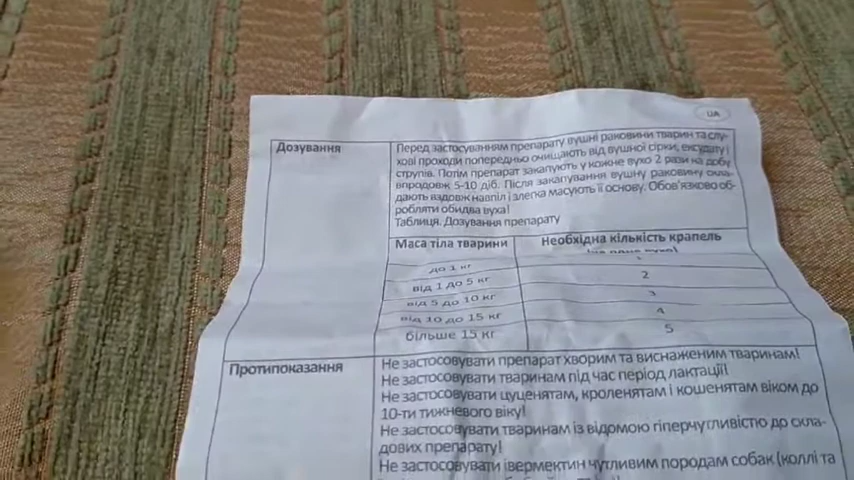 UA
Дозування
Перед застосуванням препарату вушні раковини тварин та слу-
хові проходи попередньо очищають від вушної сірки, ексудату і
струпів. Потім препарат закапують у кожне вухо 2 рази на добу
впродовж 5-10 діб. Після закапування вушну раковину скла-
дають вздовж навпіл і злегка масують її основу. Обов'язково об-
робляти обидва вуха!
Таблиця. Дозування препарату
Маса тіла тварини
Необхідна кількість крапель
(на одне вухо)
до 1 кг
1
від 1 до 5 кг
2
від 5 до 10 кг
3
від 10 до 15 кг
4
більше 15 кг
5
Протипоказання
Не застосовувати препарат хворим та виснаженим тваринам!
Не застосовувати тваринам під час період лактації!
Не застосовувати цуценятам, кроленятам і кошенятам віком до
10-ти тижневого віку!
Не застосовувати тваринам із відомою гіперчутливістю до скла-
дових препарату!
Не застосовувати івермектин чутливим породам собак (коллі та